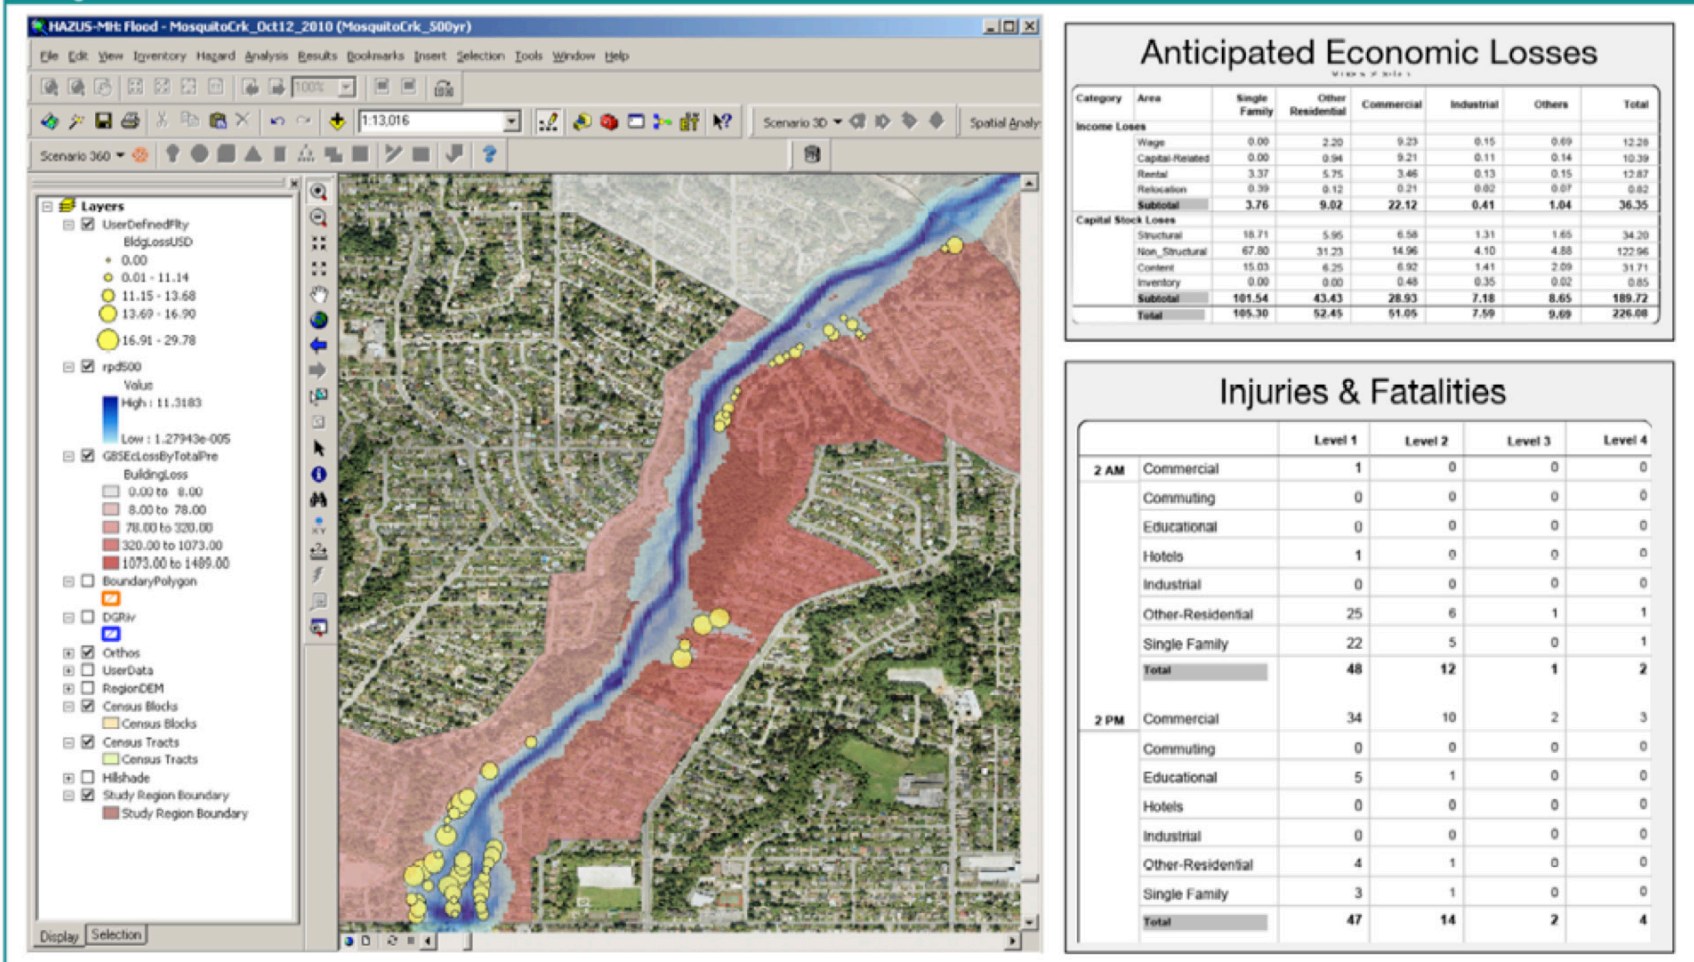 HAZUS-MH: Flood - MosquitoCrk_Oct12_2010 (MosquitoCrk_500yr)
File Edit View Inventory Hazard Analysis Results Bookmarks Insert Selection Tools Window Help
100%
1:13,016 Scenario 3D Spatial Analy
Scenario 360
Layers
UserDefinedFlty
BldgLossUSD
0.00
0.01 - 11.14
11.15 - 13.68
13.69 - 16.90
16.91 - 29.78
rpd500
Value
High : 11.3183
Low : 1.27943e-005
GBSEcLossByTotalPre
BuildingLoss
0.00 to 8.00
8.00 to 78.00
78.00 to 320.00
320.00 to 1073.00
1073.00 to 1489.00
BoundaryPolygon
DGRiv
Orthos
UserData
RegionDEM
Census Blocks
Census Blocks
Census Tracts
Census Tracts
Hillshade
Study Region Boundary
Study Region Boundary
Display Selection
Anticipated Economic Losses
Category Area Single Family Other Residential Commercial Industrial Others Total
Income Loses
Wage 0.00 2.20 9.23 0.15 0.69 12.28
Capital-Related 0.00 0.94 9.21 0.11 0.14 10.39
Rental 3.37 5.75 3.46 0.13 0.15 12.87
Relocation 0.39 0.12 0.21 0.02 0.07 0.82
Subtotal 3.76 9.02 22.12 0.41 1.04 36.35
Capital Stock Loses
Structural 18.71 5.95 6.58 1.31 1.65 34.20
Non_Structural 67.80 31.23 14.96 4.10 4.88 122.96
Content 15.03 6.25 6.92 1.41 2.09 31.71
Inventory 0.00 0.00 0.48 0.35 0.02 0.85
Subtotal 101.54 43.43 28.93 7.18 8.65 189.72
Total 105.30 52.45 51.05 7.59 9.69 226.08
Injuries & Fatalities
Level 1 Level 2 Level 3 Level 4
2 AM Commercial 1 0 0 0
Commuting 0 0 0 0
Educational 0 0 0 0
Hotels 1 0 0 0
Industrial 0 0 0 0
Other-Residential 25 6 1 1
Single Family 22 5 0 1
Total 48 12 1 2
2 PM Commercial 34 10 2 3
Commuting 0 0 0 0
Educational 5 1 0 0
Hotels 0 0 0 0
Industrial 0 0 0 0
Other-Residential 4 1 0 0
Single Family 3 1 0 0
Total 47 14 2 4